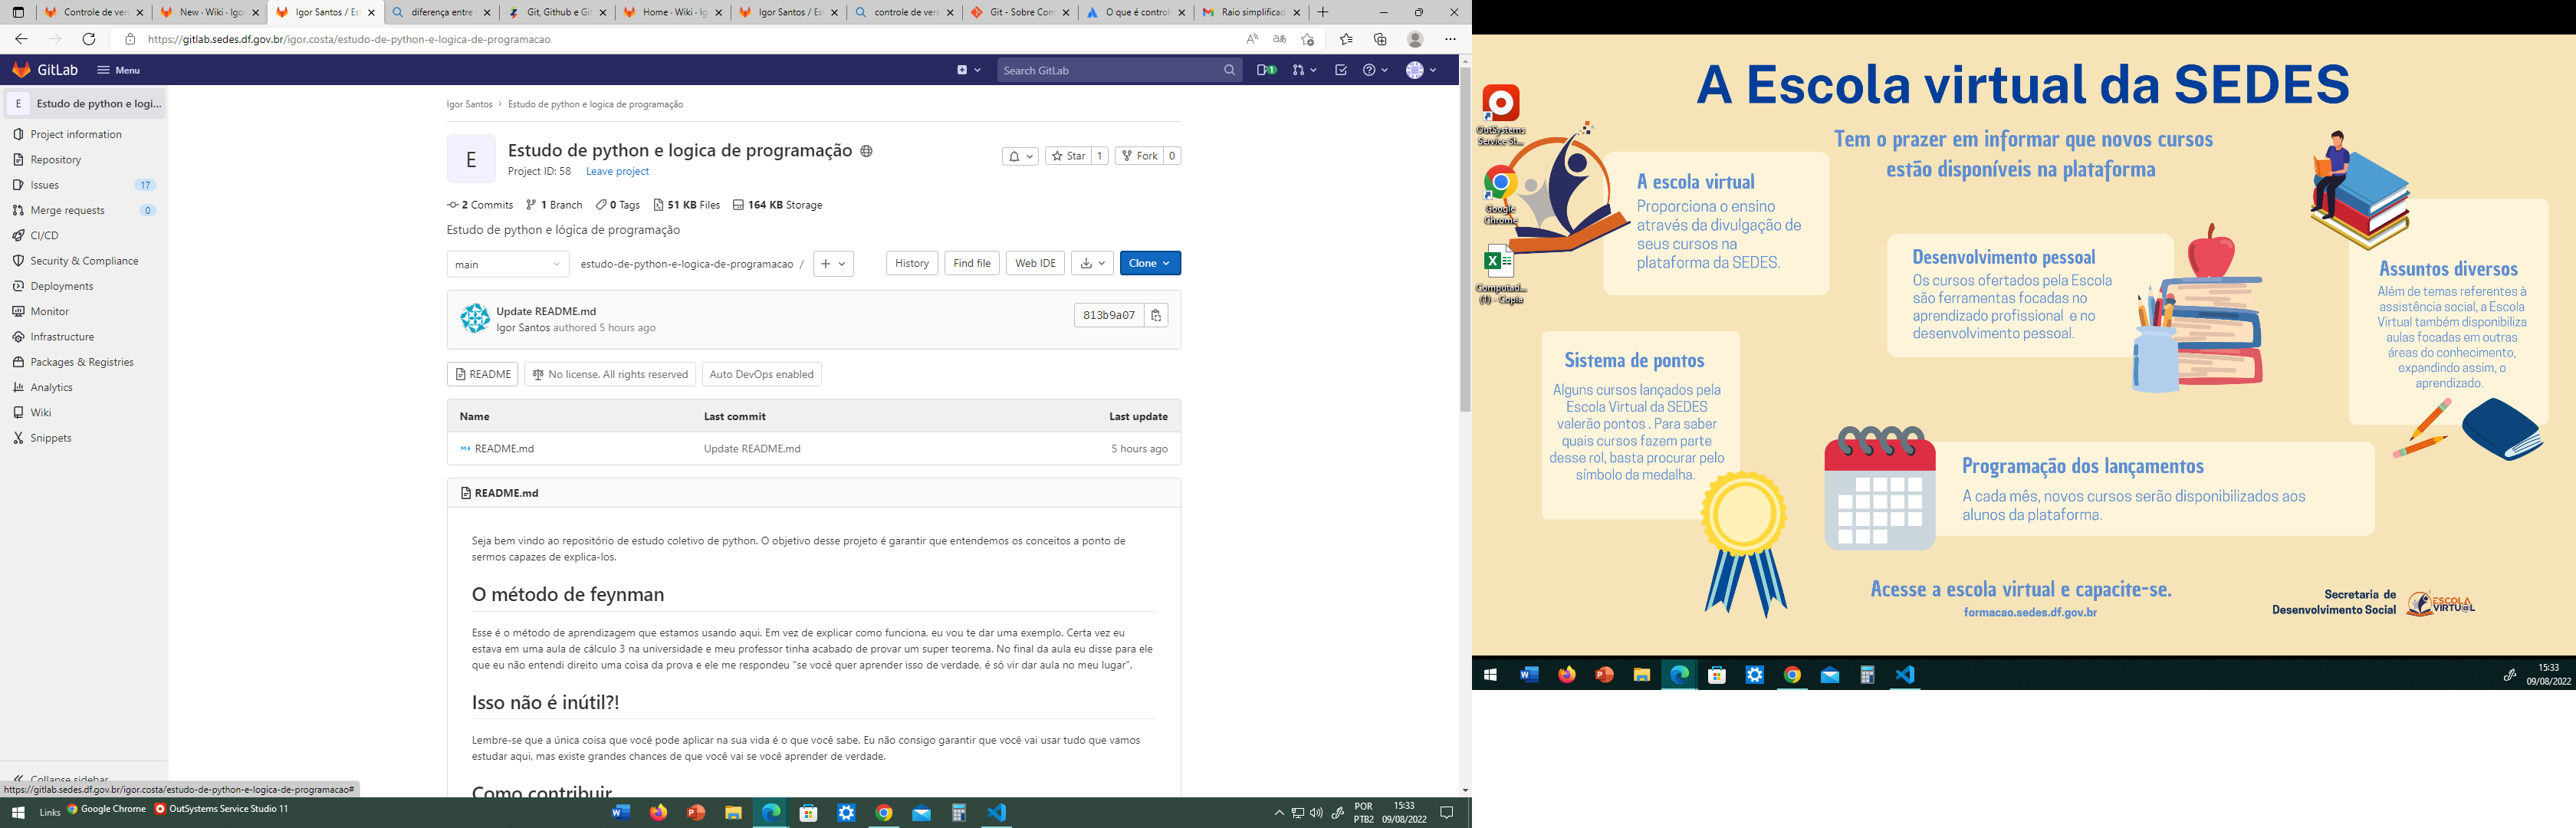 Controle de vers
New · Wiki · Igo
Igor Santos / Est
diferença entre
Git, Github e Git
Home · Wiki · Ig
Igor Santos / Est
controle de vers
Git - Sobre Cont
O que é control
Raio simplificad
https://gitlab.sedes.df.gov.br/igor.costa/estudo-de-python-e-logica-de-programacao
GitLab
Menu
Search GitLab
1
E Estudo de python e logi...
Project information
Repository
Issues 17
Merge requests 0
CI/CD
Security & Compliance
Deployments
Monitor
Infrastructure
Packages & Registries
Analytics
Wiki
Snippets
Collapse sidebar
https://gitlab.sedes.df.gov.br/igor.costa/estudo-de-python-e-logica-de-programacao#
Igor Santos > Estudo de python e logica de programação
E
Estudo de python e logica de programação
Project ID: 58 Leave project
Star 1 Fork 0
2 Commits 1 Branch 0 Tags 51 KB Files 164 KB Storage
Estudo de python e lógica de programação
main
estudo-de-python-e-logica-de-programacao /
History
Find file
Web IDE
Clone
Update README.md
Igor Santos authored 5 hours ago
813b9a07
README
No license. All rights reserved
Auto DevOps enabled
Name Last commit Last update
README.md Update README.md 5 hours ago
README.md
Seja bem vindo ao repositório de estudo coletivo de python. O objetivo desse projeto é garantir que entendemos os conceitos a ponto de
sermos capazes de explica-los.
O método de feynman
Esse é o método de aprendizagem que estamos usando aqui. Em vez de explicar como funciona, eu vou te dar uma exemplo. Certa vez eu
estava em uma aula de cálculo 3 na universidade e meu professor tinha acabado de provar um super teorema. No final da aula eu disse para ele
que eu não entendi direito uma coisa da prova e ele me respondeu "se você quer aprender isso de verdade, é só vir dar aula no meu lugar".
Isso não é inútil?!
Lembre-se que a única coisa que você pode aplicar na sua vida é o que você sabe. Eu não consigo garantir que você vai usar tudo que vamos
estudar aqui, mas existe grandes chances de que você vai se você aprender de verdade.
Como contribuir
Links Google Chrome OutSystems Service Studio 11
POR
PTB2
15:33
09/08/2022
A Escola virtual da SEDES
Tem o prazer em informar que novos cursos
estão disponíveis na plataforma
OutSystems
Service St...
Google
Chrome
Computad...
(1) - Copia
A escola virtual
Proporciona o ensino
através da divulgação de
seus cursos na
plataforma da SEDES.
Desenvolvimento pessoal
Os cursos ofertados pela Escola
são ferramentas focadas no
aprendizado profissional e no
desenvolvimento pessoal.
Assuntos diversos
Além de temas referentes à
assistência social, a Escola
Virtual também disponibiliza
aulas focadas em outras
áreas do conhecimento,
expandindo assim, o
aprendizado.
Sistema de pontos
Alguns cursos lançados pela
Escola Virtual da SEDES
valerão pontos . Para saber
quais cursos fazem parte
desse rol, basta procurar pelo
símbolo da medalha.
Programação dos lançamentos
A cada mês, novos cursos serão disponibilizados aos
alunos da plataforma.
Acesse a escola virtual e capacite-se.
formacao.sedes.df.gov.br
Secretaria de
Desenvolvimento Social
ESCOLA
VIRTU@L
15:33
09/08/2022